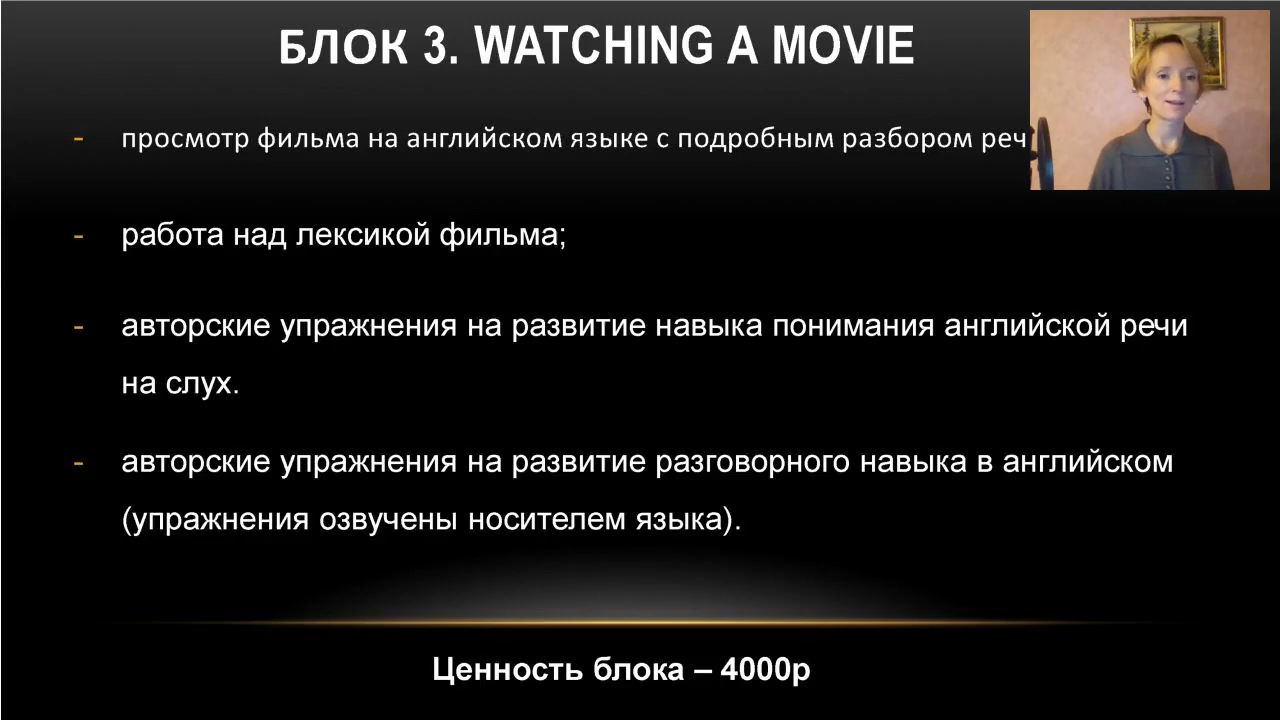 БЛОК 3. WATCHING A MOVIE
- просмотр фильма на английском языке с подробным разбором
- работа над лексикой фильма;
- авторские упражнения на развитие навыка понимания английской речи
на слух.
- авторские упражнения на развитие разговорного навыка в английском
(упражнения озвучены носителем языка).
Ценность блока – 4000р